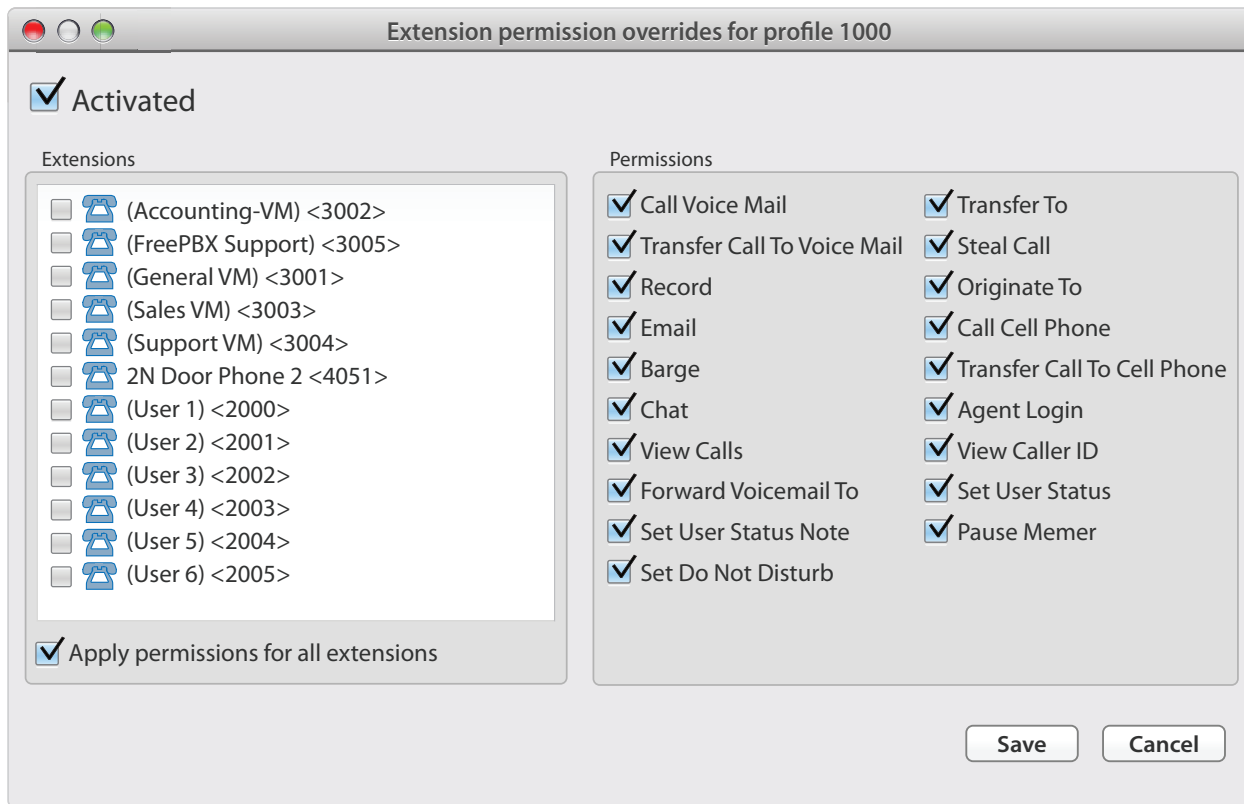 Extension permission overrides for profile 1000
Activated
Extensions
(Accounting-VM) <3002>
(FreePBX Support) <3005>
(General VM) <3001>
(Sales VM) <3003>
(Support VM) <3004>
2N Door Phone 2 <4051>
(User 1) <2000>
(User 2) <2001>
(User 3) <2002>
(User 4) <2003>
(User 5) <2004>
(User 6) <2005>
Apply permissions for all extensions
Permissions
Call Voice Mail
Transfer Call To Voice Mail
Record
Email
Barge
Chat
View Calls
Forward Voicemail To
Set User Status Note
Set Do Not Disturb
Transfer To
Steal Call
Originate To
Call Cell Phone
Transfer Call To Cell Phone
Agent Login
View Caller ID
Set User Status
Pause Memer
Save
Cancel